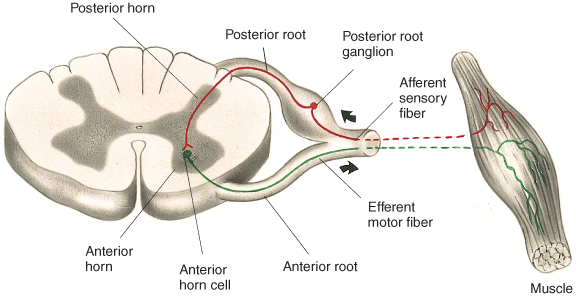 Posterior horn
Posterior root
Posterior root
ganglion
Afferent
sensory
fiber
Efferent
motor fiber
Anterior
horn
Anterior
horn cell
Anterior root
Muscle